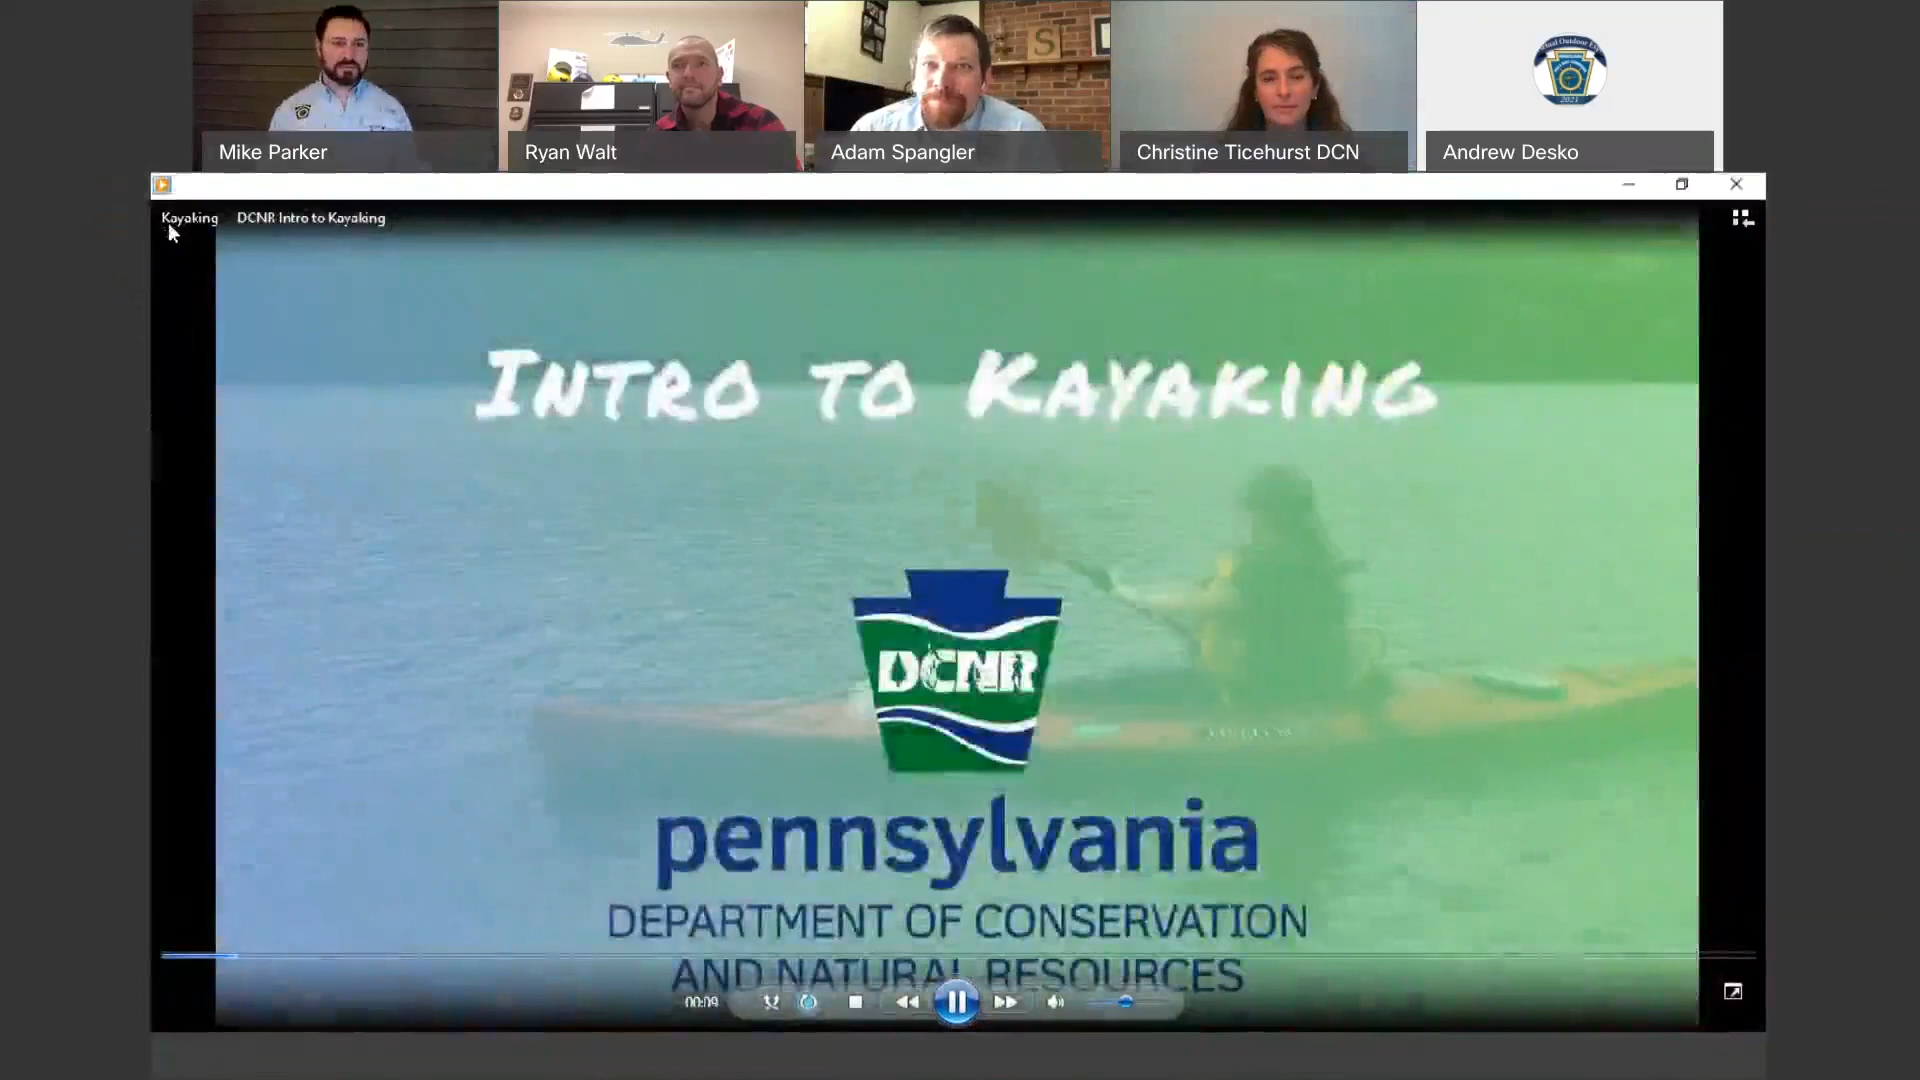 Mike Parker
Ryan Walt
Adam Spangler
Christine Ticehurst DCN
Andrew Desko
S
2021
Kayaking DCNR Intro to Kayaking
INTRO TO KAYAKING
DCNR
pennsylvania
DEPARTMENT OF CONSERVATION
AND NATURAL RESOURCES
00:09